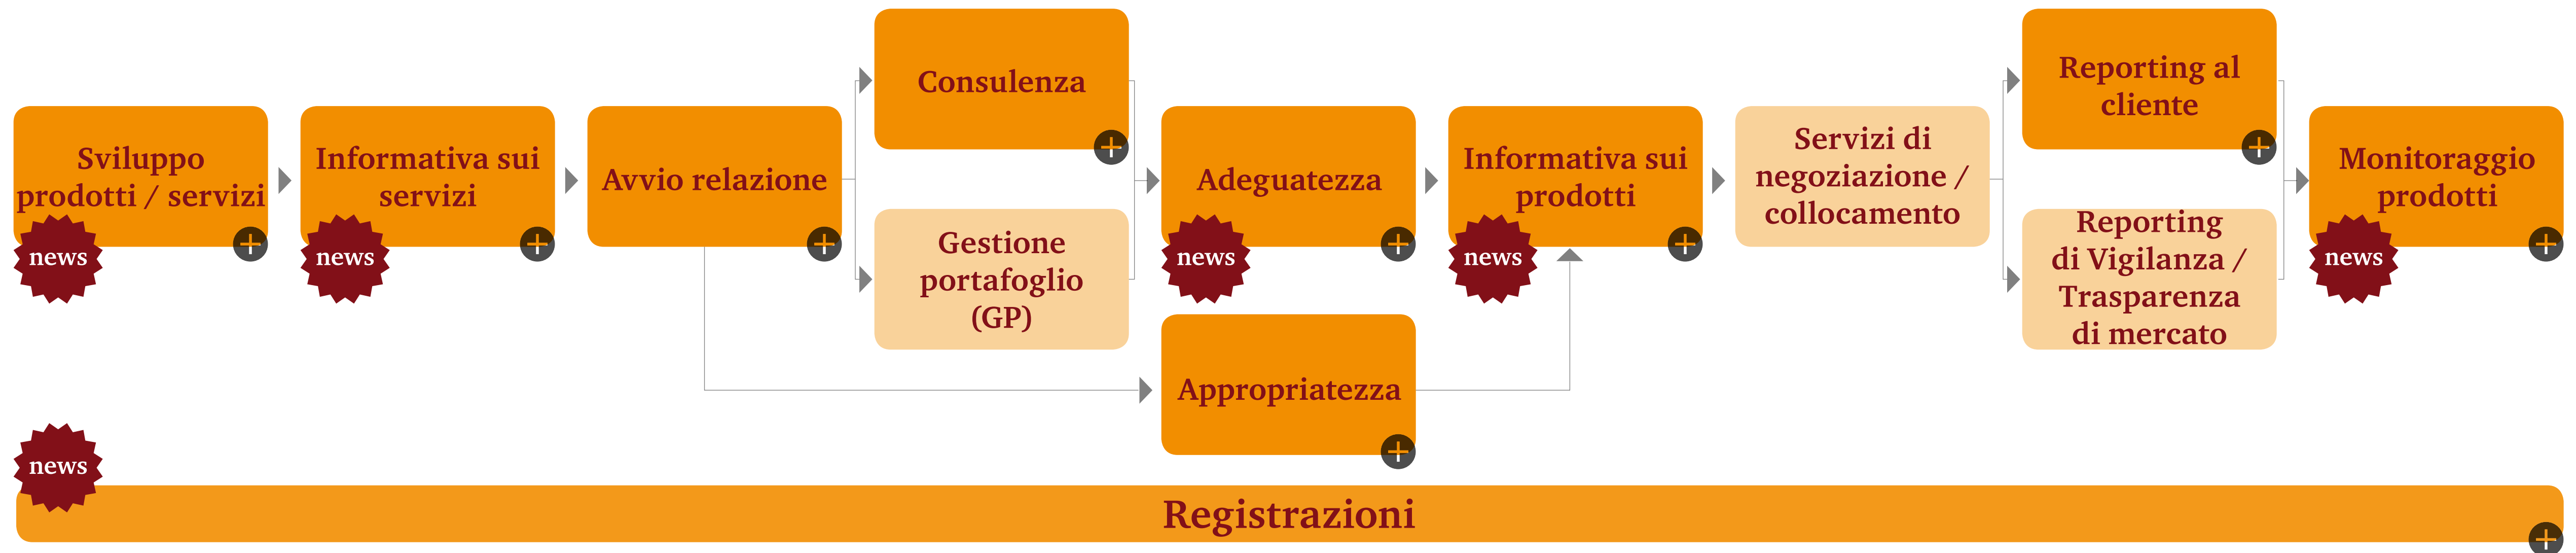 Sviluppo
prodotti / servizi
news
Informativa sui
servizi
news
Avvio relazione
Consulenza
Gestione
portafoglio
(GP)
Adeguatezza
news
Appropriatezza
Informativa sui
prodotti
news
Servizi di
negoziazione /
collocamento
Reporting al
cliente
Reporting
di Vigilanza /
Trasparenza
di mercato
Monitoraggio
prodotti
news
news
Registrazioni